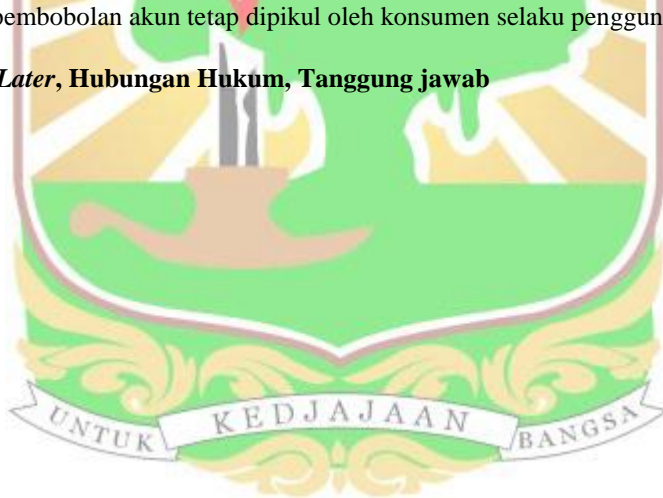 pembobolan akun tetap dipikul oleh konsumen selaku penggun
Later, Hubungan Hukum, Tanggung jawab
UNTUK KEDJAJAAN BANGSA